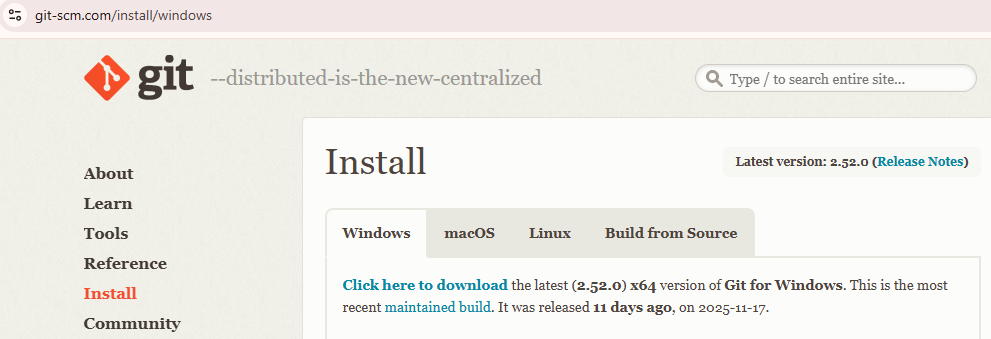 git-scm.com/install/windows
git --distributed-is-the-new-centralized
Type / to search entire site...
About
Learn
Tools
Reference
Install
Community
Install
Latest version: 2.52.0 (Release Notes)
Windows macOS Linux Build from Source
Click here to download the latest (2.52.0) x64 version of Git for Windows. This is the most
recent maintained build. It was released 11 days ago, on 2025-11-17.